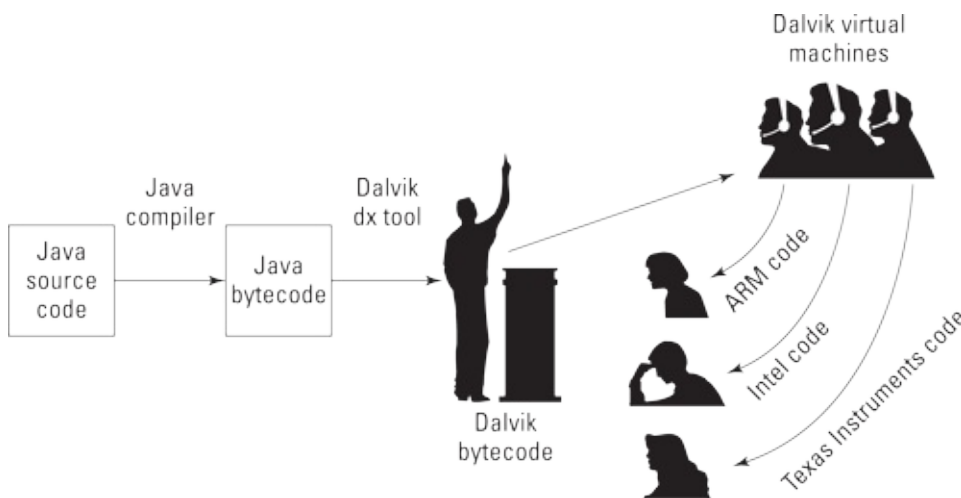 Dalvik virtual
machines
Java
compiler
Dalvik
dx tool
Java
source
code
Java
bytecode
Dalvik
bytecode
ARM code
Intel code
Texas Instruments code